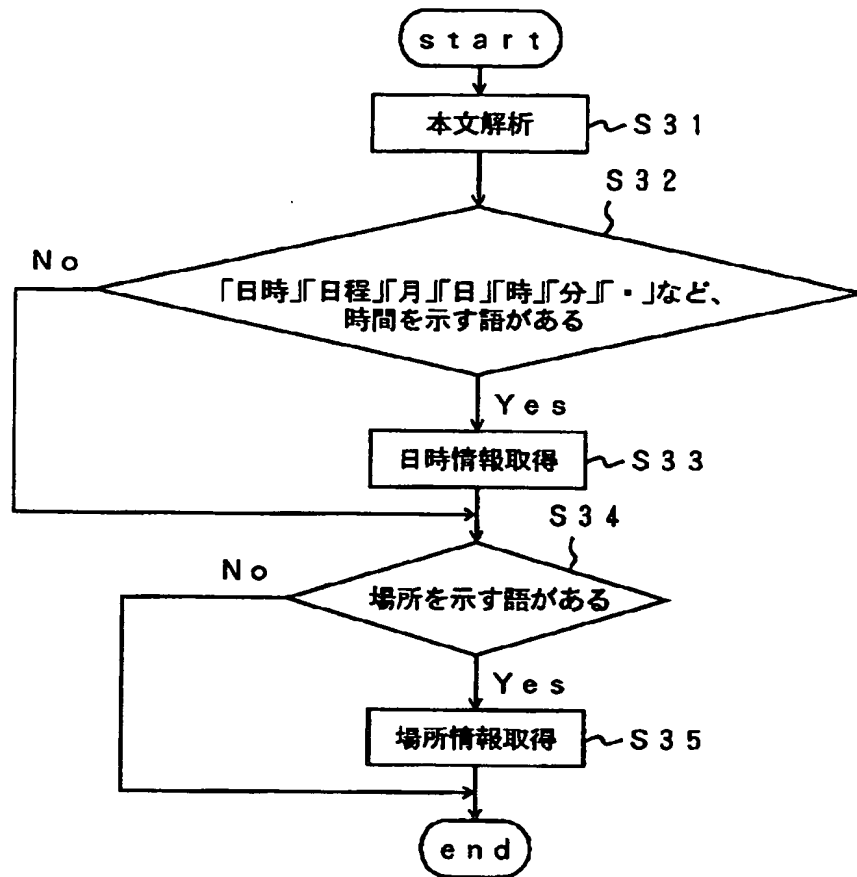 start
本文解析
S31
S32
No
「日時」「日程」「月」「日」「時」「分」「・」など、
時間を示す語がある
Yes
日時情報取得
S33
S34
No
場所を示す語がある
Yes
場所情報取得
S35
end